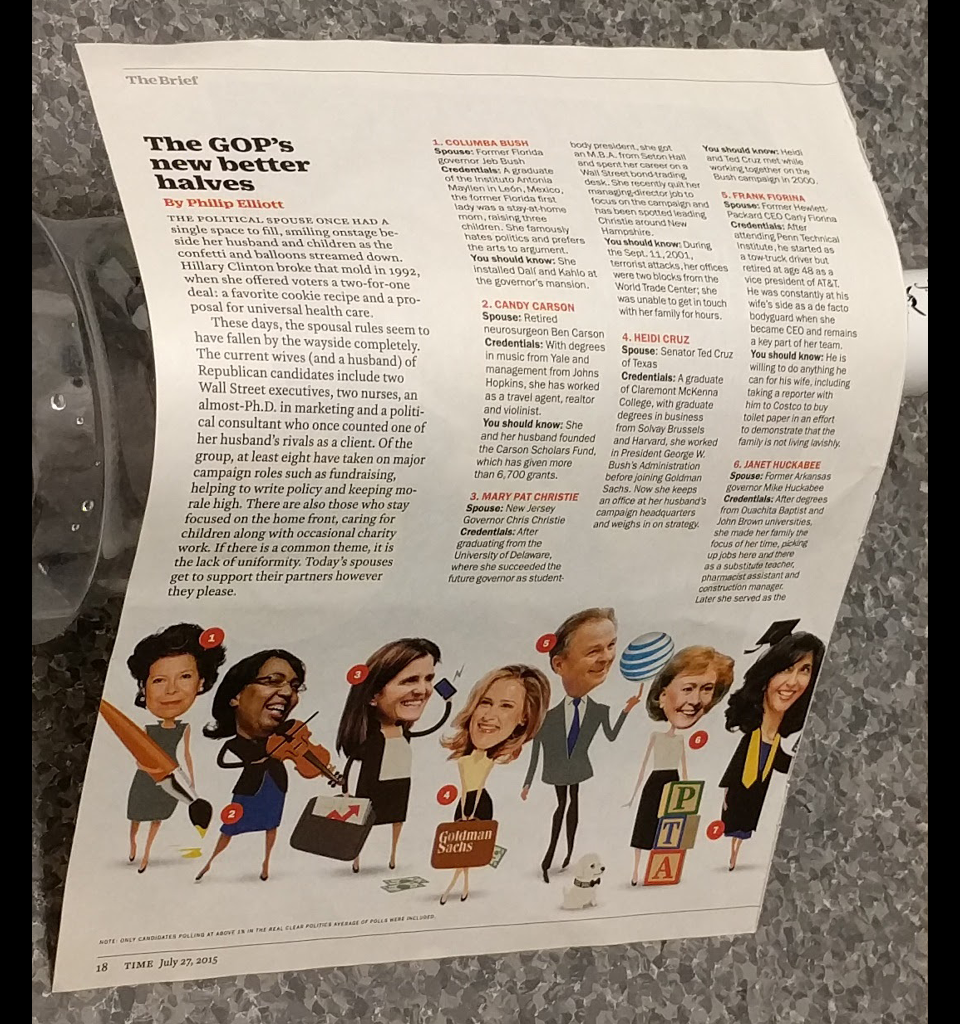 The Brief
The GOP's
new better
halves
By Philip Elliott
THE POLITICAL SPOUSE ONCE HAD A
single space to fill, smiling onstage be-
side her husband and children as the
confetti and balloons streamed down.
Hillary Clinton broke that mold in 1992,
when she offered voters a two-for-one
deal: a favorite cookie recipe and a pro-
posal for universal health care.
These days, the spousal rules seem to
have fallen by the wayside completely.
The current wives (and a husband) of
Republican candidates include two
Wall Street executives, two nurses, an
almost-Ph.D. in marketing and a politi-
cal consultant who once counted one of
her husband's rivals as a client. Of the
group, at least eight have taken on major
campaign roles such as fundraising,
helping to write policy and keeping mo-
rale high. There are also those who stay
focused on the home front, caring for
children along with occasional charity
work. If there is a common theme, it is
the lack of uniformity. Today's spouses
get to support their partners however
they please.
1. COLUMBA BUSH
Spouse: Former Florida
governor Jeb Bush
Credentials: A graduate
of the Instituto Antonia
Mayllen in León, Mexico,
the former Florida first
lady was a stay-at-home
mom, raising three
children. She famously
hates politics and prefers
the arts to argument.
You should know: She
installed Dalí and Kahlo at
the governor's mansion.
2. CANDY CARSON
Spouse: Retired
neurosurgeon Ben Carson
Credentials: With degrees
in music from Yale and
management from Johns
Hopkins, she has worked
as a travel agent, realtor
and violinist.
You should know: She
and her husband founded
the Carson Scholars Fund,
which has given more
than 6,700 grants.
3. MARY PAT CHRISTIE
Spouse: New Jersey
Governor Chris Christie
Credentials: After
graduating from the
University of Delaware,
where she succeeded the
future governor as student-
body president, she got
an M.B.A. from Seton Hall
and spent her career on a
Wall Street bond-trading
desk. She recently quit her
managing-director job to
focus on the campaign and
has been spotted leading
Christie around New
Hampshire.
You should know: During
the Sept. 11, 2001,
terrorist attacks, her offices
were two blocks from the
World Trade Center; she
was unable to get in touch
with her family for hours.
4. HEIDI CRUZ
Spouse: Senator Ted Cruz
of Texas
Credentials: A graduate
of Claremont McKenna
College, with graduate
degrees in business
from Solvay Brussels
and Harvard, she worked
in President George W.
Bush's Administration
before joining Goldman
Sachs. Now she keeps
an office at her husband's
campaign headquarters
and weighs in on strategy.
You should know: Heidi
and Ted Cruz met while
working together on the
Bush campaign in 2000.
5. FRANK FIORINA
Spouse: Former Hewlett-
Packard CEO Carly Fiorina
Credentials: After
attending Penn Technical
Institute, he started as
a tow-truck driver but
retired at age 48 as a
vice president of AT&T.
He was constantly at his
wife's side as a de facto
bodyguard when she
became CEO and remains
a key part of her team.
You should know: He is
willing to do anything he
can for his wife, including
taking a reporter with
him to Costco to buy
toilet paper in an effort
to demonstrate that the
family is not living lavishly.
6. JANET HUCKABEE
Spouse: Former Arkansas
governor Mike Huckabee
Credentials: After degrees
from Ouachita Baptist and
John Brown universities,
she made her family the
focus of her time, picking
up jobs here and there
as a substitute teacher,
pharmacist assistant and
construction manager.
Later she served as the
1
2
3
4
Goldman
Sachs
5
6
P
T
A
7
NOTE: ONLY CANDIDATES POLLING AT ABOVE 1% IN THE REAL CLEAR POLITICS AVERAGE OF POLLS WERE INCLUDED.
18 TIME July 27, 2015